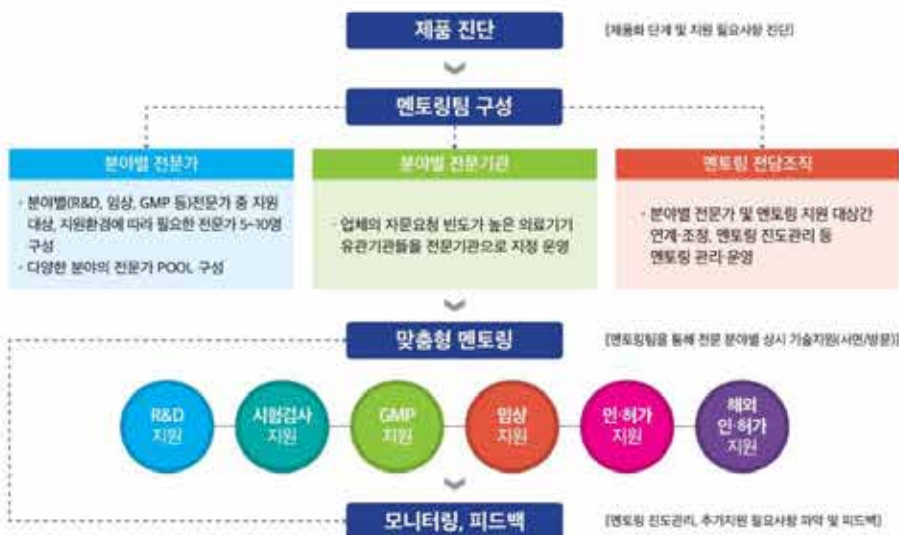 제품 진단
[제품화 단계 및 지원 필요사항 진단]
멘토링팀 구성
분야별 전문가
분야별 전문기관
멘토링 전담조직
· 분야별(R&D, 임상, GMP 등)전문가 중 지원
대상, 지원환경에 따라 필요한 전문가 5~10명
구성
· 다양한 분야의 전문가 POOL 구성
· 업체의 자문요청 빈도가 높은 의료기기
유관기관들을 전문기관으로 지정 운영
· 분야별 전문가 및 멘토링 지원 대상간
연계·조정, 멘토링 진도관리 등
멘토링 관리·운영
맞춤형 멘토링
[멘토링팀을 통해 전문 분야별 상시 기술지원(서면/방문)]
R&D
지원
시험검사
지원
GMP
지원
임상
지원
인·허가
지원
해외
인·허가
지원
모니터링, 피드백
[멘토링 진도관리, 추가지원 필요사항 파악 및 피드백]